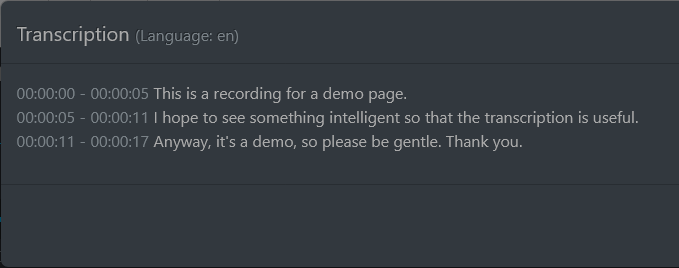 Transcription (Language: en)
00:00:00 - 00:00:05 This is a recording for a demo page.
00:00:05 - 00:00:11 I hope to see something intelligent so that the transcription is useful.
00:00:11 - 00:00:17 Anyway, it's a demo, so please be gentle. Thank you.